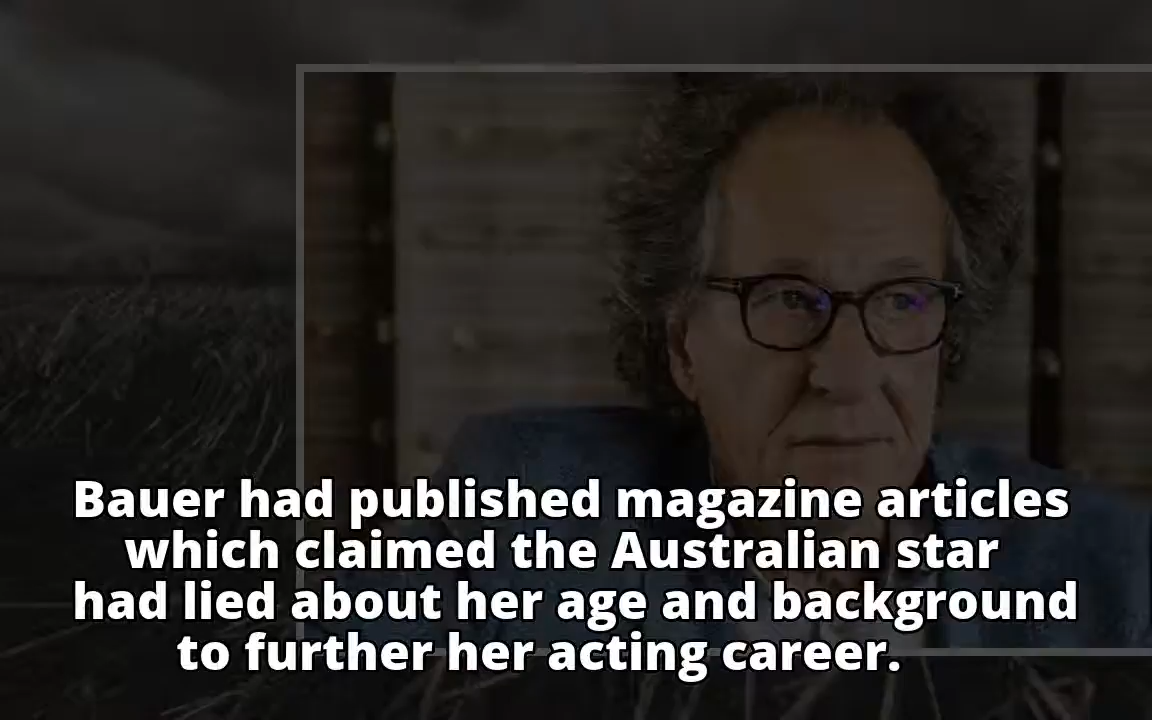 Bauer had published magazine articles
which claimed the Australian star
had lied about her age and background
to further her acting career.